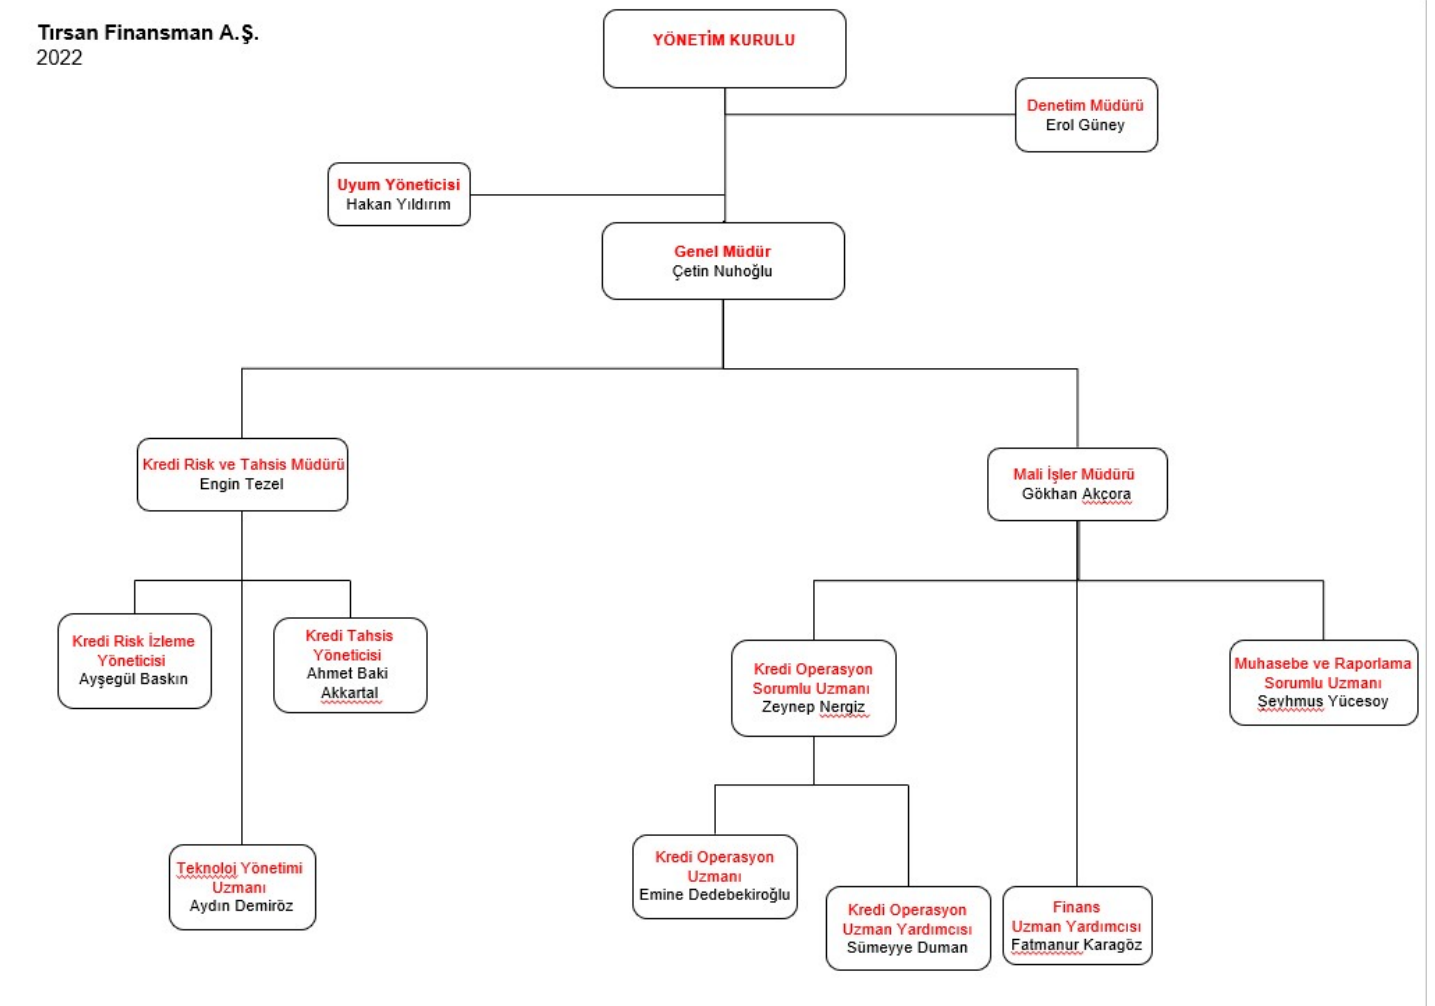 Tırsan Finansman A.Ş.
2022
YÖNETİM KURULU
Denetim Müdürü
Erol Güney
Uyum Yöneticisi
Hakan Yıldırım
Genel Müdür
Çetin Nuhoğlu
Kredi Risk ve Tahsis Müdürü
Engin Tezel
Mali İşler Müdürü
Gökhan Akçora
Kredi Risk İzleme
Yöneticisi
Ayşegül Baskın
Kredi Tahsis
Yöneticisi
Ahmet Baki
Akkartal
Kredi Operasyon
Sorumlu Uzmanı
Zeynep Nergiz
Muhasebe ve Raporlama
Sorumlu Uzmanı
Şeyhmus Yücesoy
Teknoloj Yönetimi
Uzmanı
Aydın Demiröz
Kredi Operasyon
Uzmanı
Emine Dedebekiroğlu
Kredi Operasyon
Uzman Yardımcısı
Sümeyye Duman
Finans
Uzman Yardımcısı
Fatmanur Karagöz